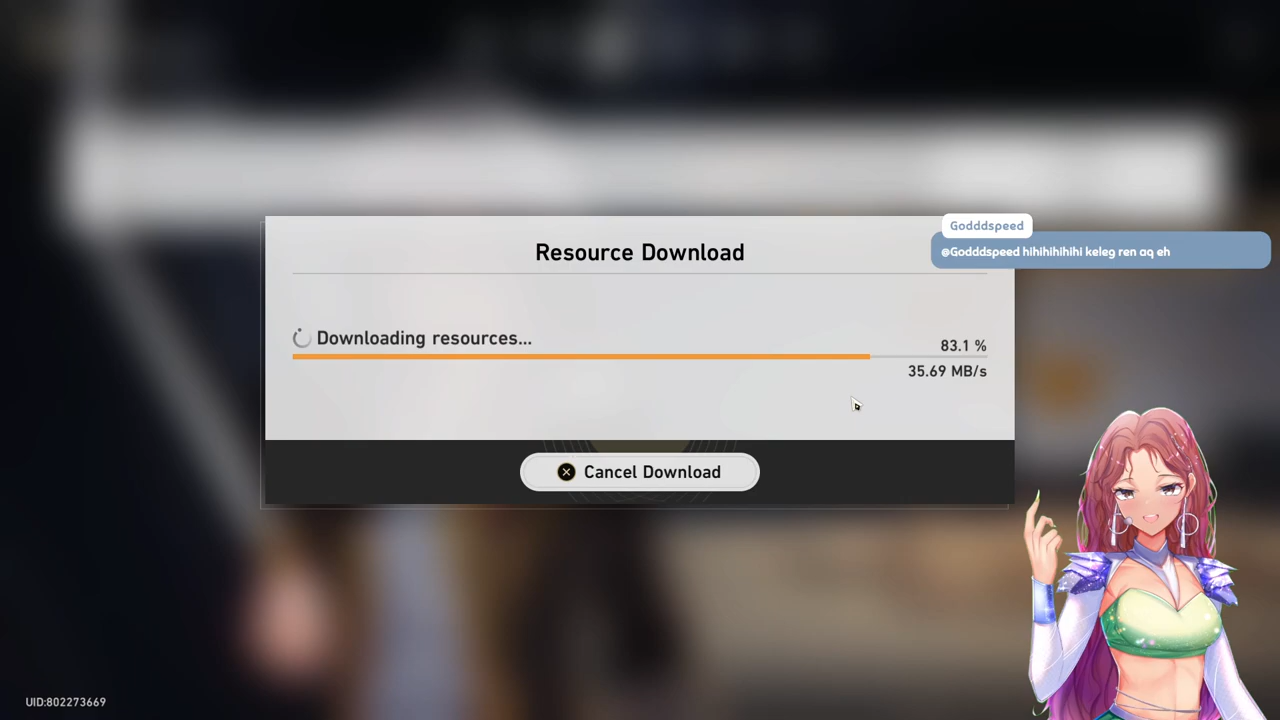 Godddspeed
@Godddspeed hihihihihihi keleg ren aq eh
Resource Download
Downloading resources...
83.1 %
35.69 MB/s
Cancel Download
UID:802273669